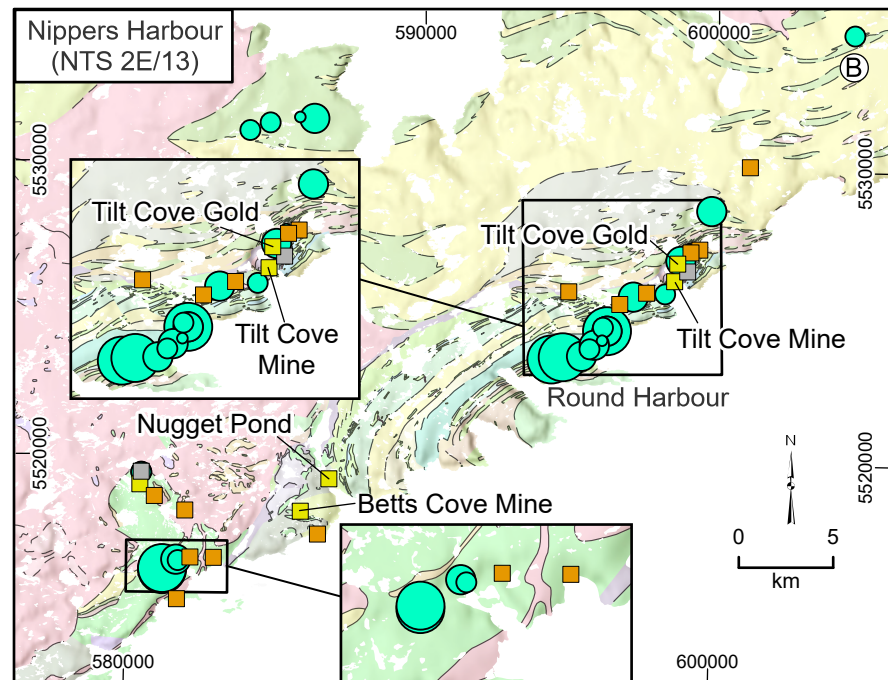 Nippers Harbour
(NTS 2E/13)
590000
600000
B
5530000
5530000
Tilt Cove Gold
Tilt Cove
Mine
Tilt Cove Gold
Tilt Cove Mine
Round Harbour
Nugget Pond
Betts Cove Mine
5520000
5520000
N
0
5
km
580000
600000